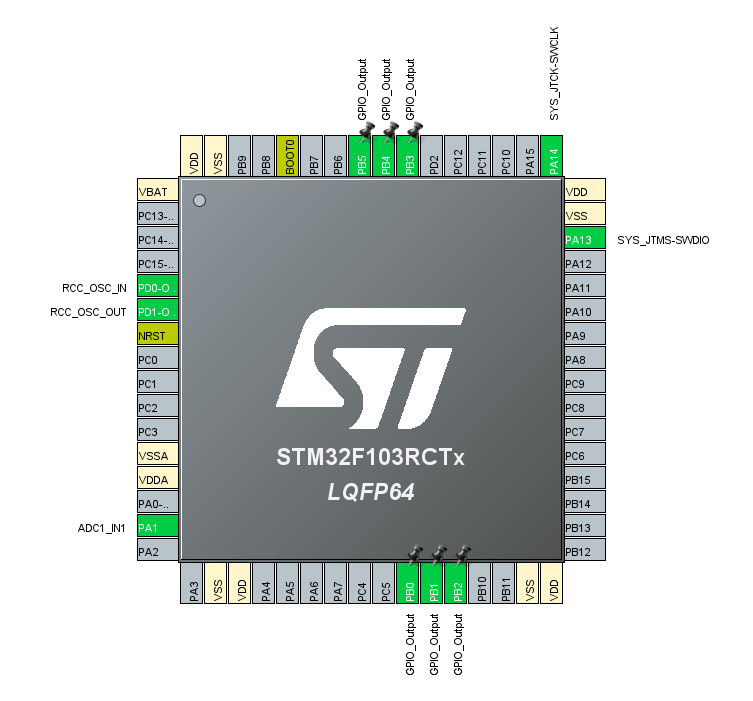 SYS_JTCK-SWCLK
GPIO_Output
GPIO_Output
GPIO_Output
VDD
VSS
PB9
PB8
BOOT0
PB7
PB6
PB5
PB4
PB3
PD2
PC12
PC11
PC10
PA15
PA14
VBAT
PC13-..
PC14-..
PC15-..
RCC_OSC_IN PD0-O..
RCC_OSC_OUT PD1-O..
NRST
PC0
PC1
PC2
PC3
VSSA
VDDA
PA0-..
ADC1_IN1 PA1
PA2
STM32F103RCTx
LQFP64
VDD
VSS
PA13 SYS_JTMS-SWDIO
PA12
PA11
PA10
PA9
PA8
PC9
PC8
PC7
PC6
PB15
PB14
PB13
PB12
PA3
VSS
VDD
PA4
PA5
PA6
PA7
PC4
PC5
PB0
PB1
PB2
PB10
PB11
VSS
VDD
GPIO_Output
GPIO_Output
GPIO_Output